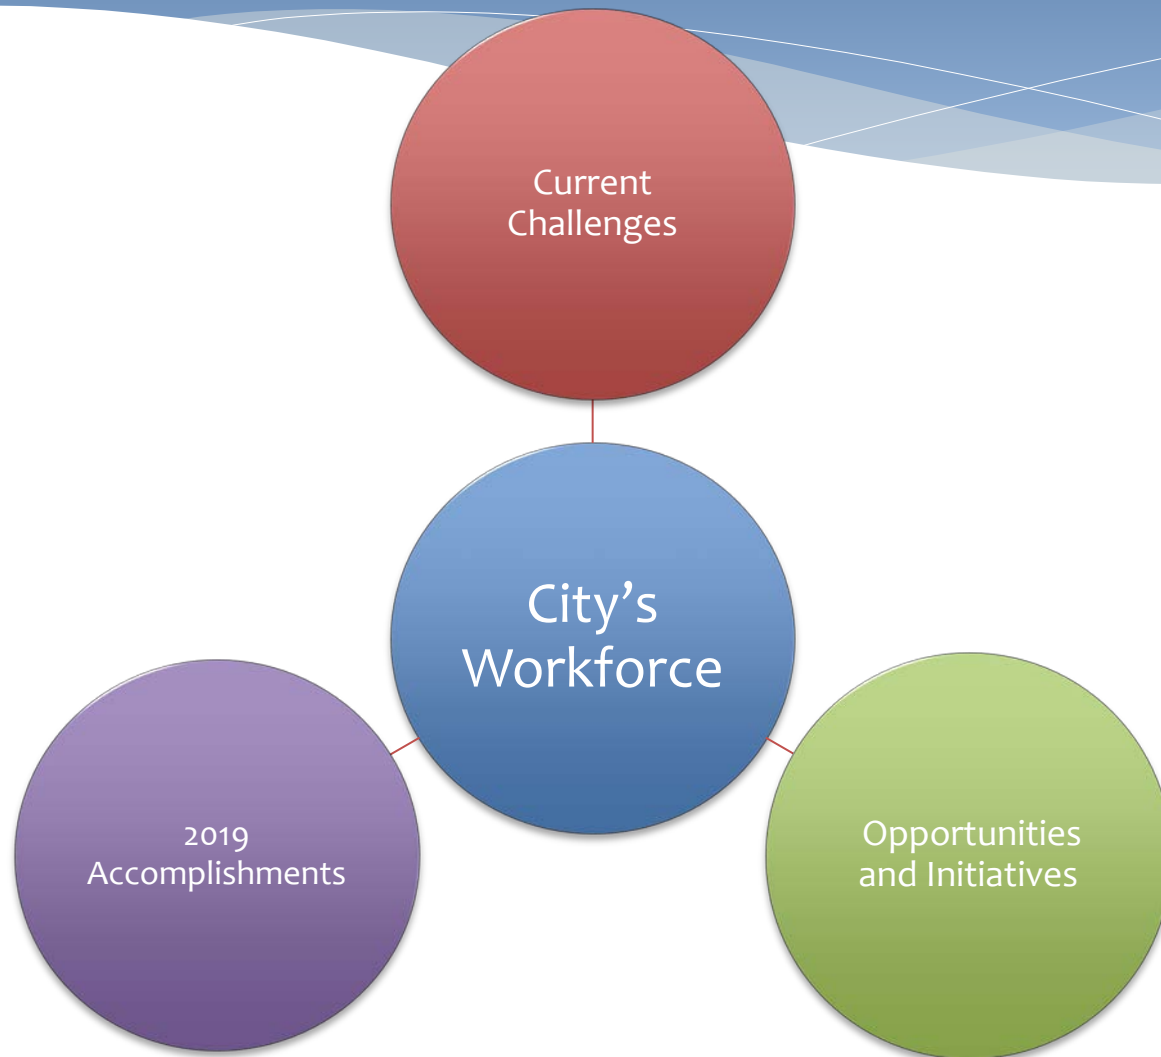 Current
Challenges
City’s
Workforce
2019
Accomplishments
Opportunities
and Initiatives